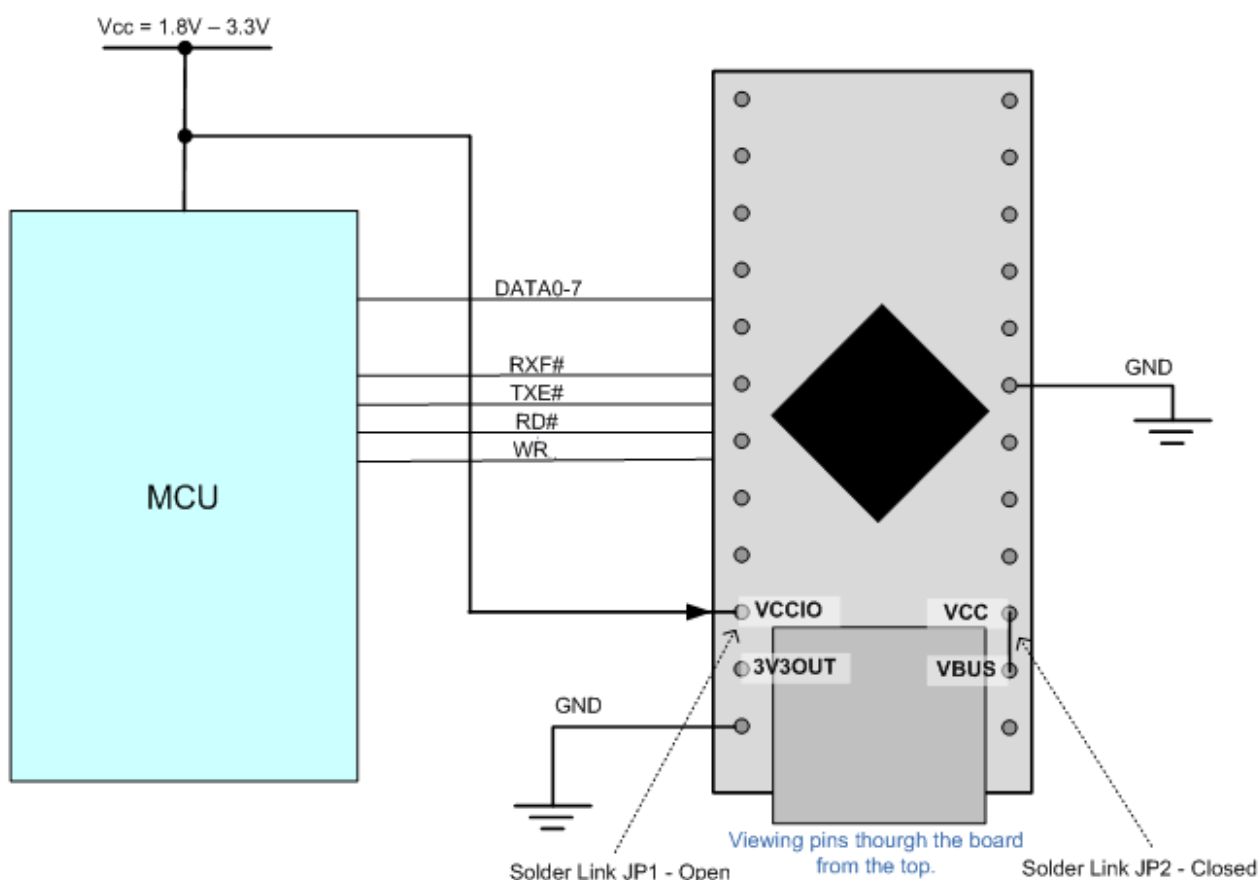 Vcc = 1.8V – 3.3V
DATA0-7
RXF#
TXE#
RD#
WR
GND
MCU
VCCIO
VCC
3V3OUT
VBUS
GND
Viewing pins thourgh the board
from the top.
Solder Link JP1 - Open
Solder Link JP2 - Closed